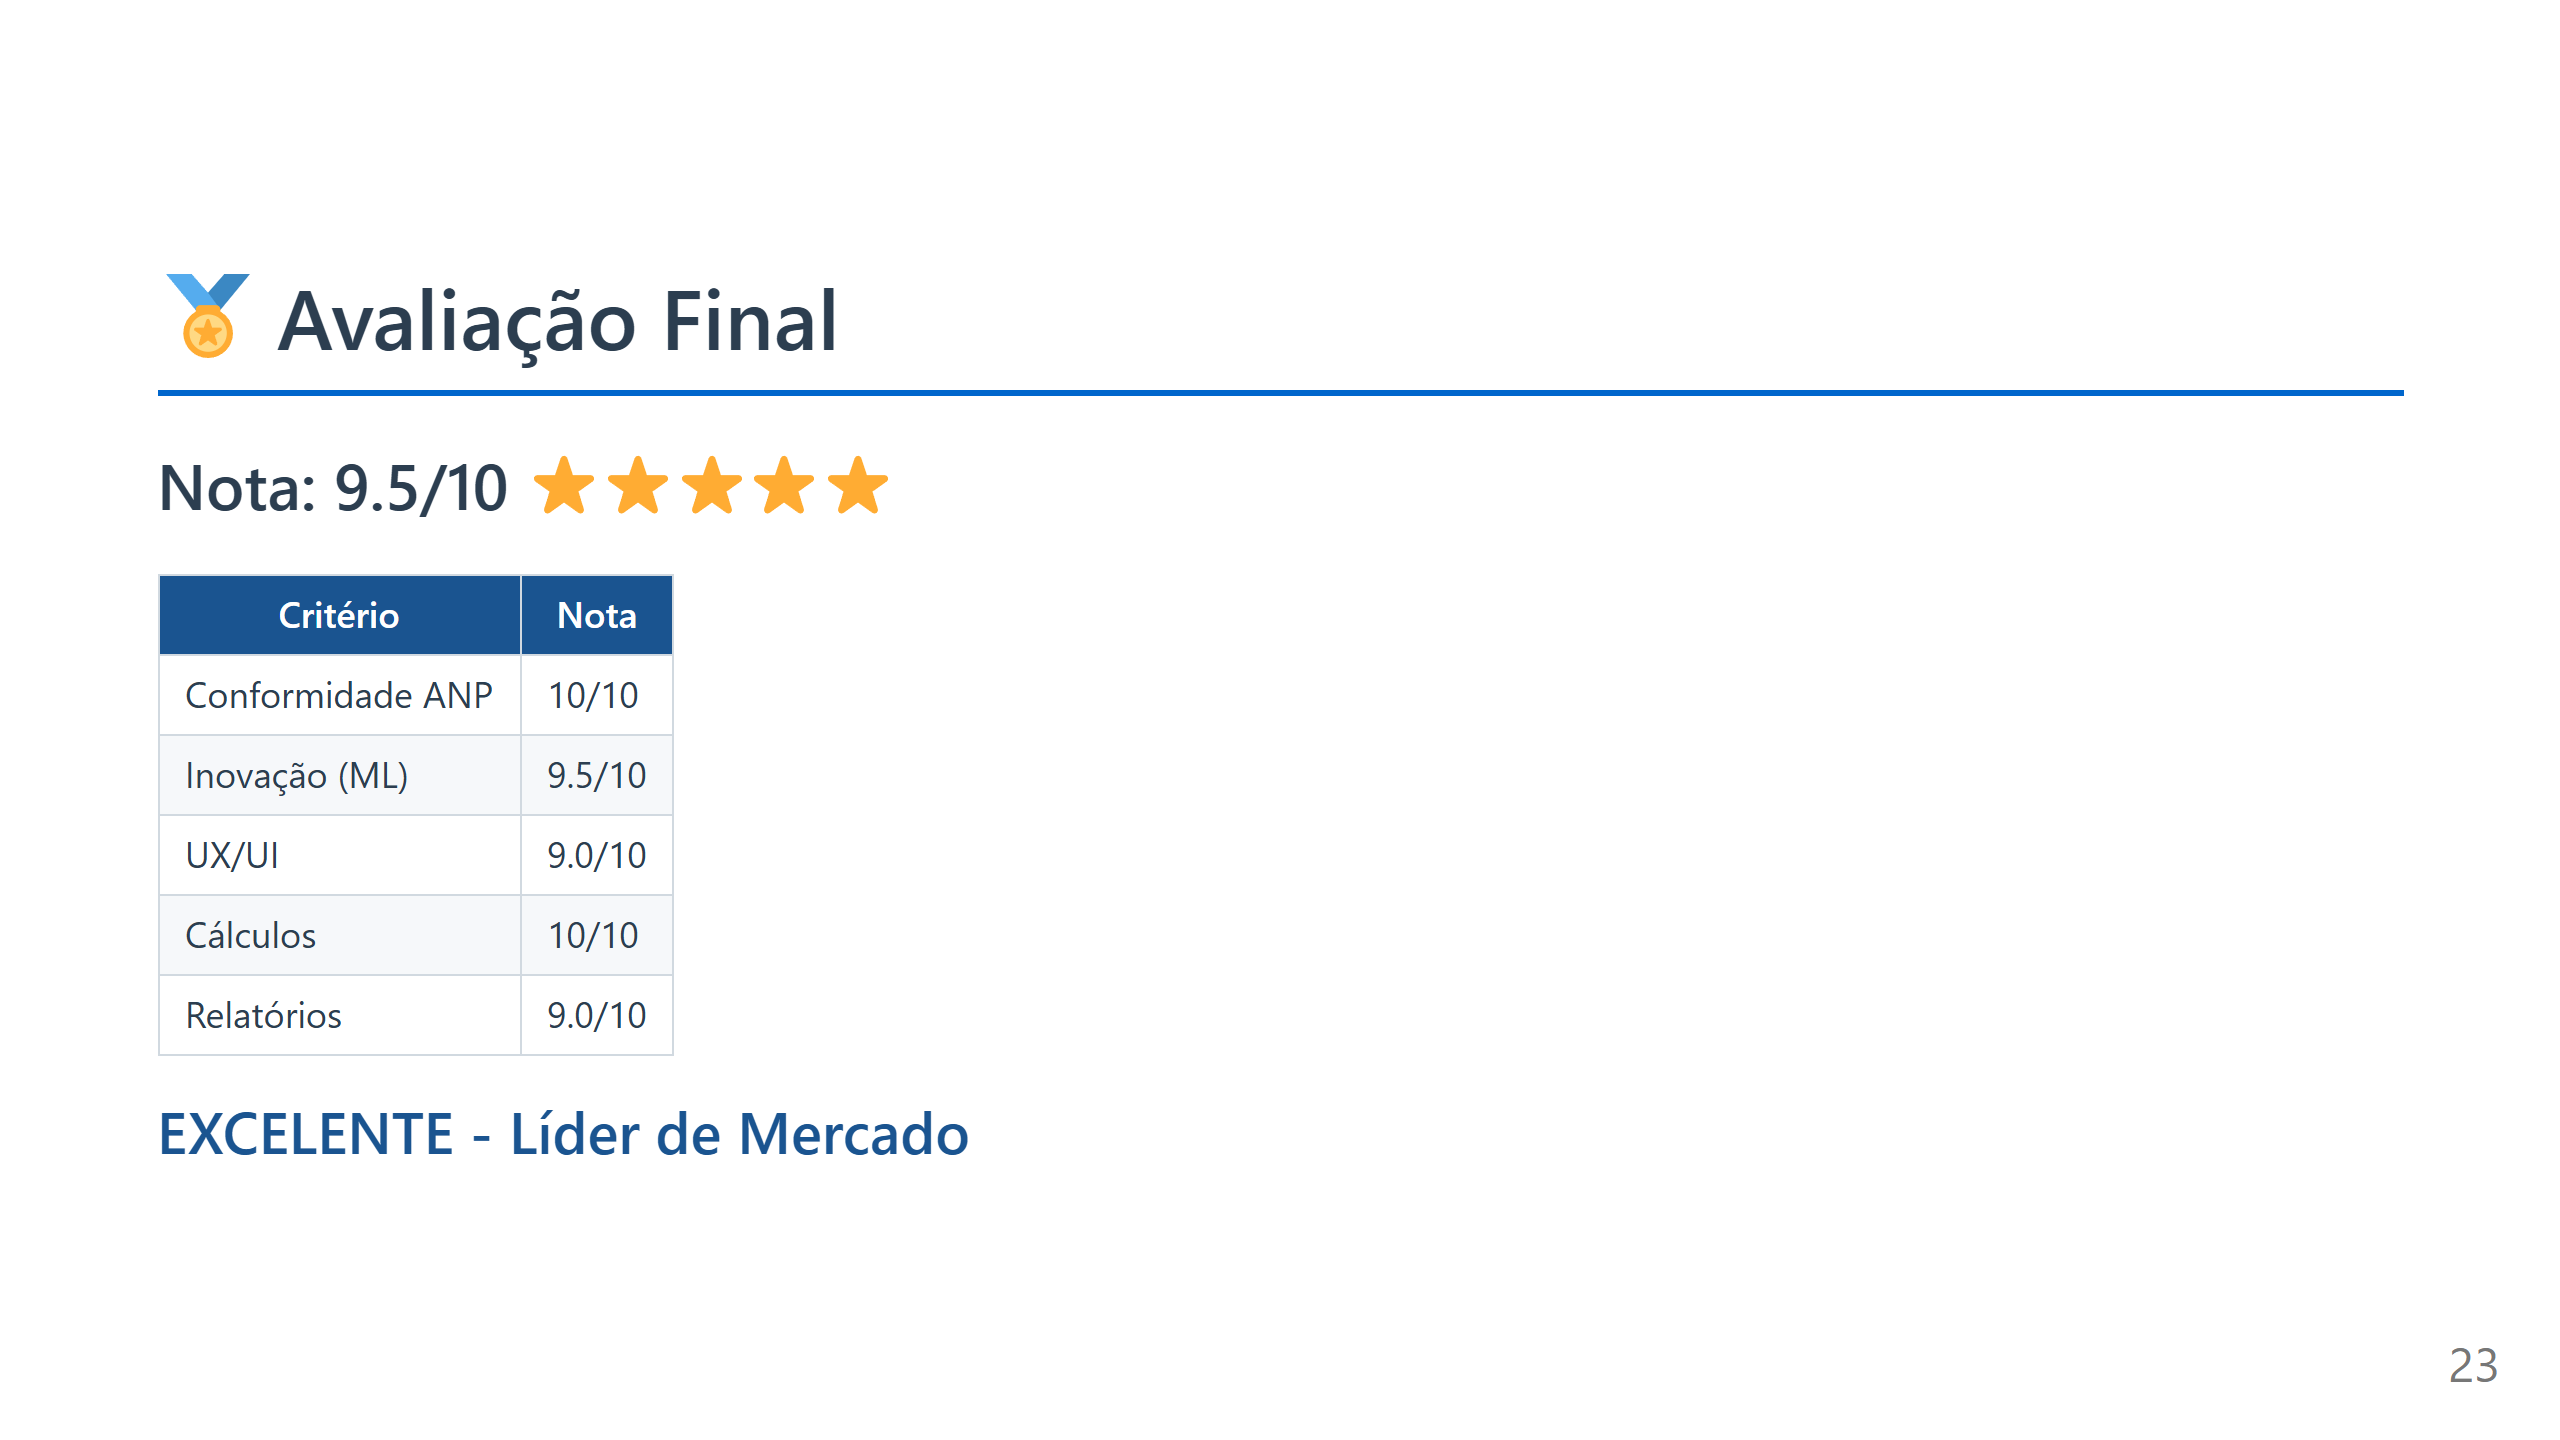 Avaliação Final
Nota: 9.5/10
Critério Nota
Conformidade ANP 10/10
Inovação (ML) 9.5/10
UX/UI 9.0/10
Cálculos 10/10
Relatórios 9.0/10
EXCELENTE - Líder de Mercado
23